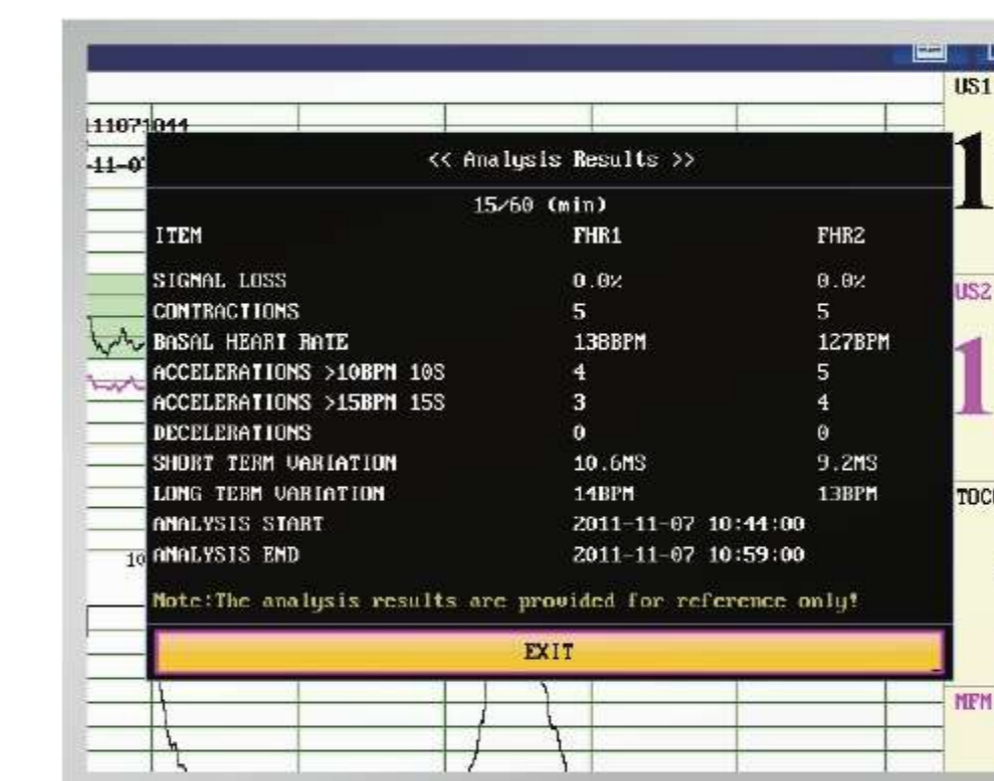 US1
111071044
-11-0
<< Analysis Results >>
1
15/60 (min)
ITEM FHR1 FHR2
SIGNAL LOSS 0.0% 0.0%
US2
CONTRACTIONS 5 5
BASAL HEART RATE 138BPM 127BPM
1
ACCELERATIONS >10BPM 10S 4 5
ACCELERATIONS >15BPM 15S 3 4
DECELERATIONS 0 0
SHORT TERM VARIATION 10.6MS 9.2MS
LONG TERM VARIATION 14BPM 13BPM
TOC
ANALYSIS START 2011-11-07 10:44:00
10
ANALYSIS END 2011-11-07 10:59:00
Note:The analysis results are provided for reference only!
EXIT
MFM